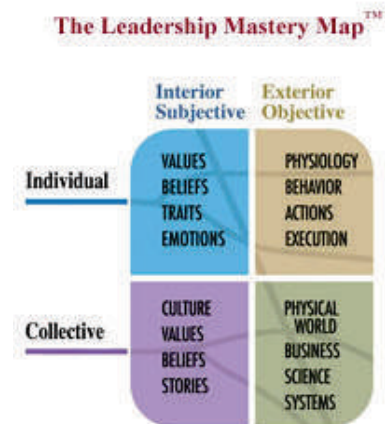 The Leadership Mastery Map™
Interior
Subjective
Exterior
Objective
Individual
VALUES
BELIEFS
TRAITS
EMOTIONS
PHYSIOLOGY
BEHAVIOR
ACTIONS
EXECUTION
Collective
CULTURE
VALUES
BELIEFS
STORIES
PHYSICAL
WORLD
BUSINESS
SCIENCE
SYSTEMS